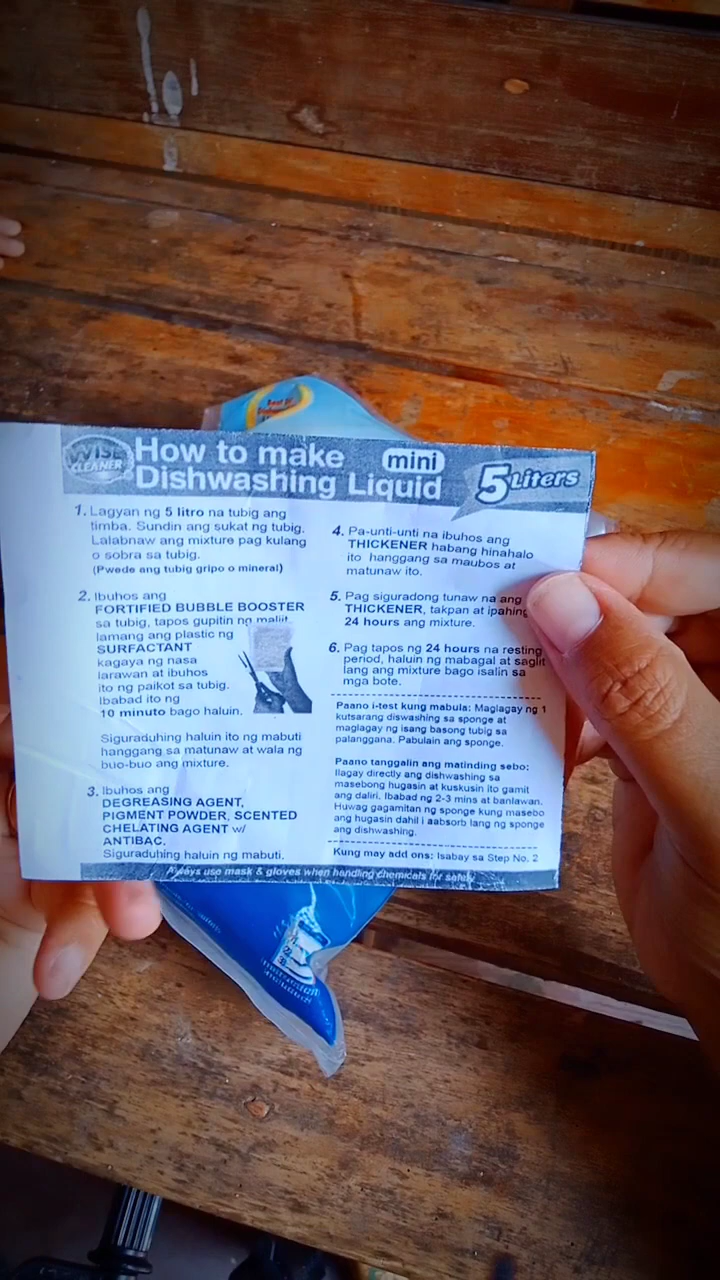 WISE
CLEANER
How to make mini
Dishwashing Liquid
5 Liters
1. Lagyan ng 5 litro na tubig ang
timba. Sundin ang sukat ng tubig.
Lalabnaw ang mixture pag kulang
o sobra sa tubig.
(Pwede ang tubig gripo o mineral)
2. Ibuhos ang
FORTIFIED BUBBLE BOOSTER
sa tubig, tapos gupitin ng maliit
lamang ang plastic ng
SURFACTANT
kagaya ng nasa
larawan at ibuhos
ito ng paikot sa tubig.
Ibabad ito ng
10 minuto bago haluin.
Siguraduhing haluin ito ng mabuti
hanggang sa matunaw at wala ng
buo-buo ang mixture.
3. Ibuhos ang
DEGREASING AGENT,
PIGMENT POWDER, SCENTED
CHELATING AGENT w/
ANTIBAC.
Siguraduhing haluin ng mabuti.
4. Pa-unti-unti na ibuhos ang
THICKENER habang hinahalo
ito hanggang sa maubos at
matunaw ito.
5. Pag siguradong tunaw na ang
THICKENER, takpan at ipahing
24 hours ang mixture.
6. Pag tapos ng 24 hours na resting
period, haluin ng mabagal at saglit
lang ang mixture bago isalin sa
mga bote.
Paano i-test kung mabula: Maglagay ng 1
kutsarang diswashing sa sponge at
maglagay ng isang basong tubig sa
palanggana. Pabulain ang sponge.
Paano tanggalin ang matinding sebo:
Ilagay directly ang dishwashing sa
masebong hugasin at kuskusin ito gamit
ang daliri. Ibabad ng 2-3 mins at banlawan.
Huwag gagamitan ng sponge kung masebo
ang hugasin dahil i aabsorb lang ng sponge
ang dishwashing.
Kung may add ons: Isabay sa Step No. 2
Always use mask & gloves when handling chemicals for safety